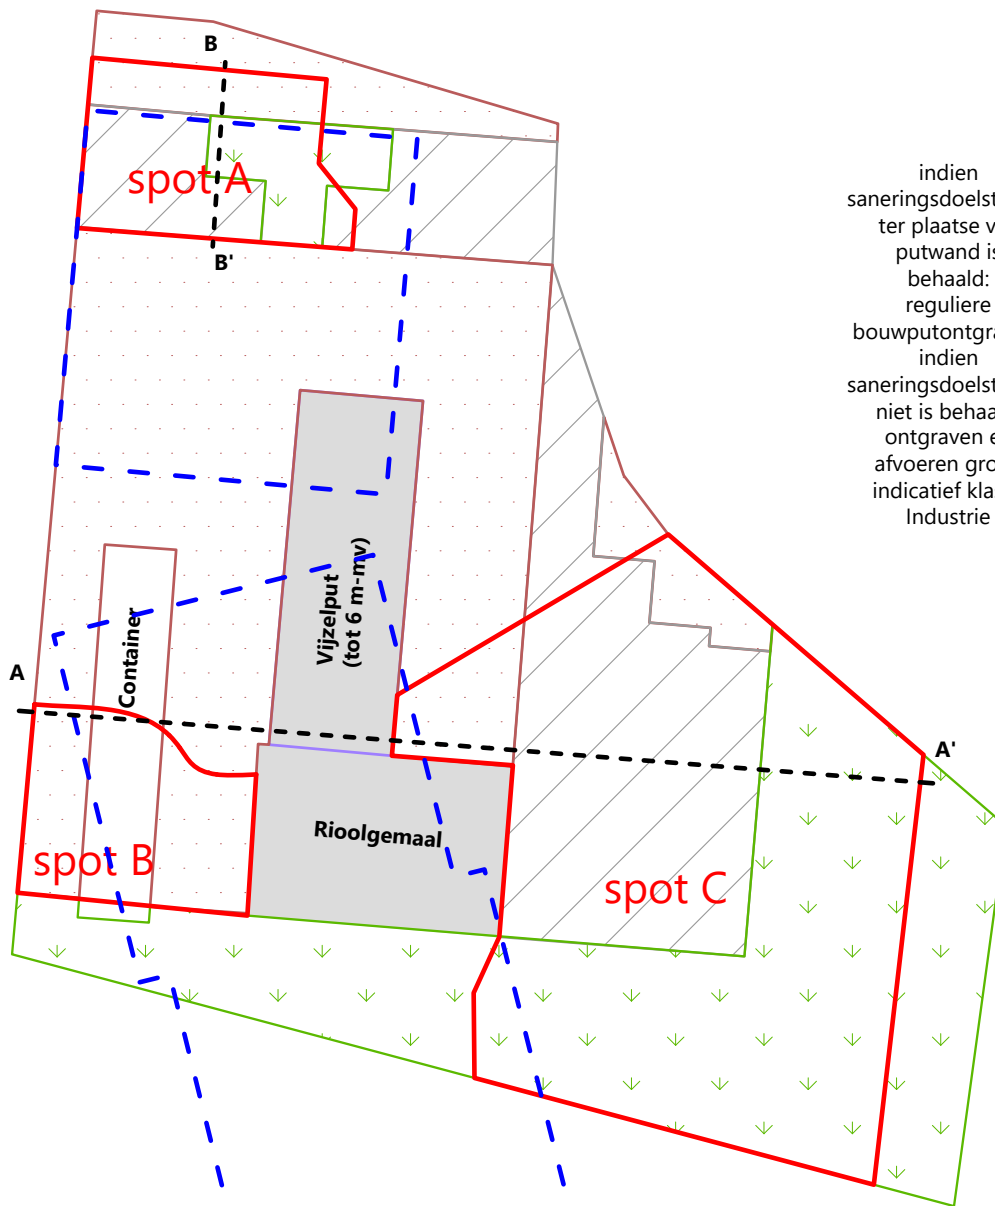 B
spot A
B'
indien
saneringsdoelst
ter plaatse v
putwand is
behaald:
reguliere
bouwputontgra
indien
saneringsdoelst
niet is behaa
ontgraven e
afvoeren gro
indicatief kla
Industrie
Vijzelput
(tot 6 m-mv)
Container
A
A'
Rioolgemaal
spot B
spot C